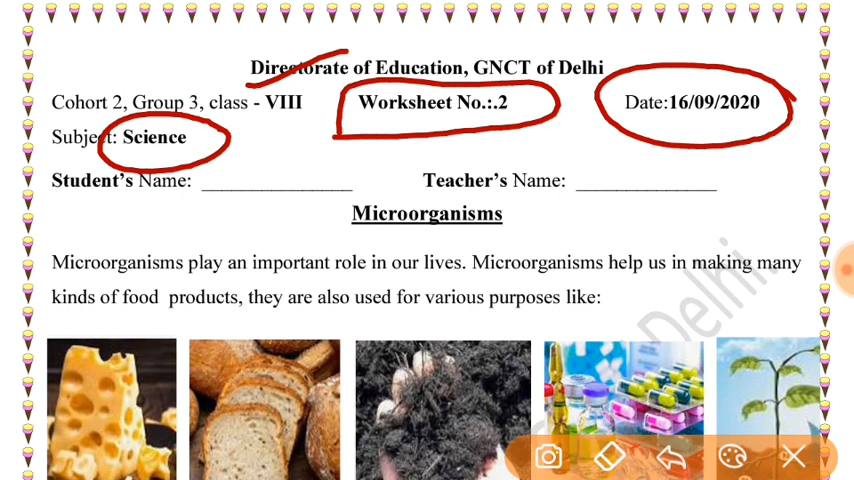 Directorate of Education, GNCT of Delhi
Cohort 2, Group 3, class - VIII Worksheet No.:.2 Date:16/09/2020
Subject: Science
Student's Name: _______________ Teacher's Name: ______________
Microorganisms
Microorganisms play an important role in our lives. Microorganisms help us in making many
kinds of food products, they are also used for various purposes like:
Delhi.